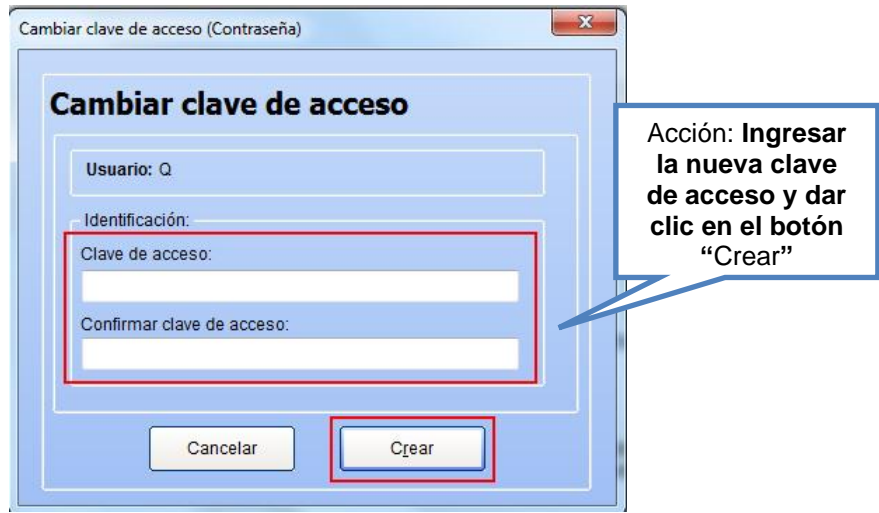 Cambiar clave de acceso (Contraseña)
Cambiar clave de acceso
Usuario: Q
Identificación:
Clave de acceso:
Confirmar clave de acceso:
Cancelar
Crear
Acción: Ingresar
la nueva clave
de acceso y dar
clic en el botón
“Crear”